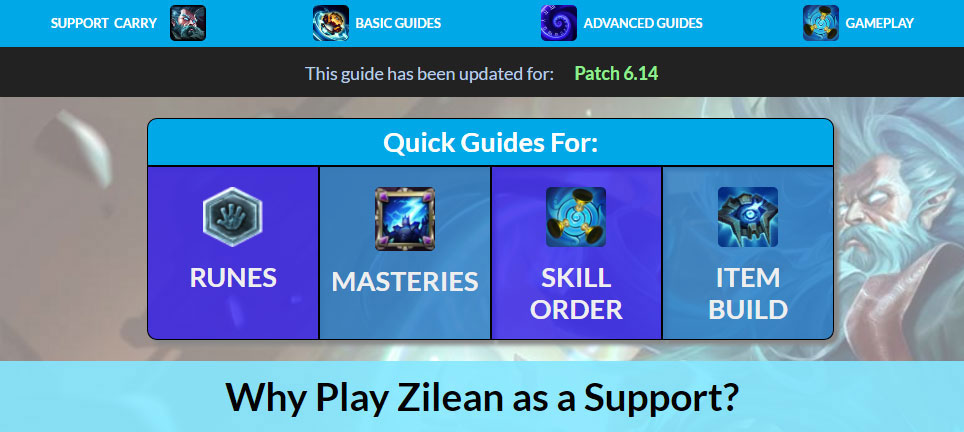 SUPPORT CARRY BASIC GUIDES ADVANCED GUIDES GAMEPLAY
This guide has been updated for: Patch 6.14
Quick Guides For:
RUNES
MASTERIES
SKILL
ORDER
ITEM
BUILD
Why Play Zilean as a Support?